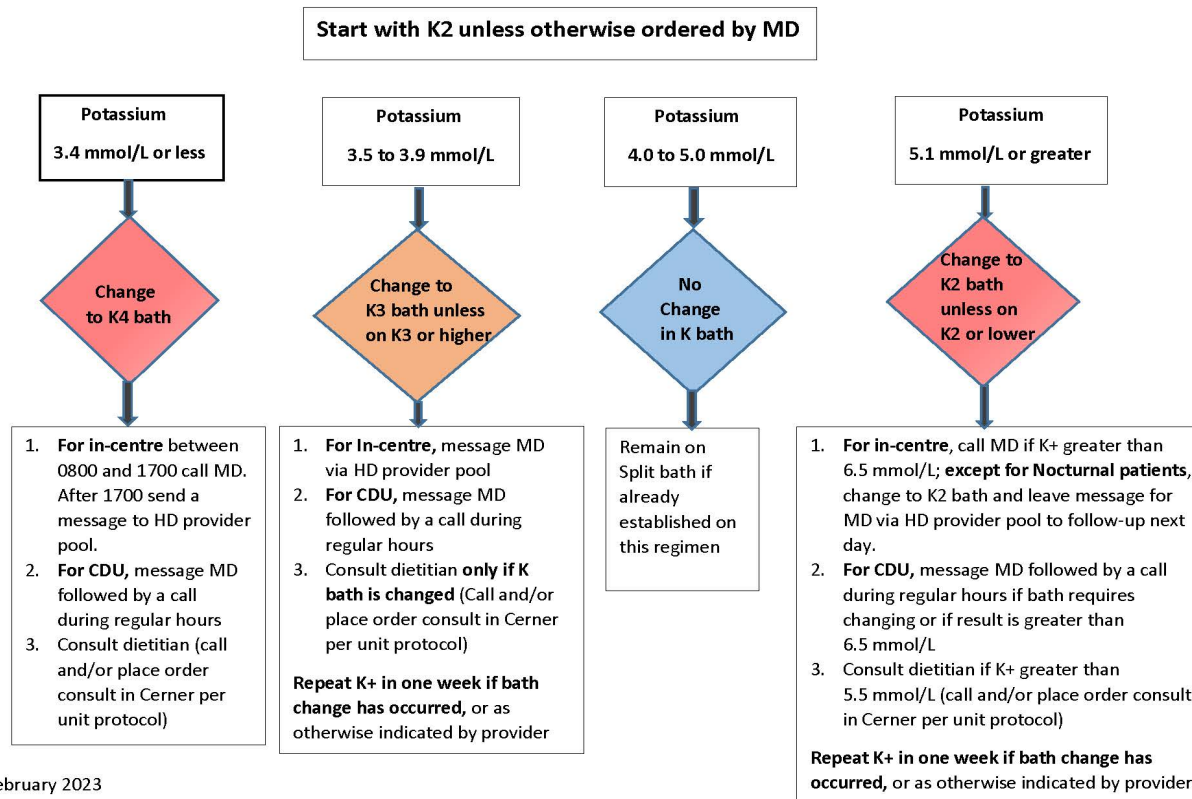 Start with K2 unless otherwise ordered by MD
Potassium
3.4 mmol/L or less
Change
to K4 bath
1. For in-centre between
0800 and 1700 call MD.
After 1700 send a
message to HD provider
pool.
2. For CDU, message MD
followed by a call
during regular hours
3. Consult dietitian (call
and/or place order
consult in Cerner per
unit protocol)
Potassium
3.5 to 3.9 mmol/L
Change to
K3 bath unless
on K3 or higher
1. For In-centre, message MD
via HD provider pool
2. For CDU, message MD
followed by a call during
regular hours
3. Consult dietitian only if K
bath is changed (Call and/or
place order consult in Cerner
per unit protocol)
Repeat K+ in one week if bath
change has occurred, or as
otherwise indicated by provider
Potassium
4.0 to 5.0 mmol/L
No
Change
in K bath
Remain on
Split bath if
already
established on
this regimen
Potassium
5.1 mmol/L or greater
Change to
K2 bath
unless on
K2 or lower
1. For in-centre, call MD if K+ greater than
6.5 mmol/L; except for Nocturnal patients,
change to K2 bath and leave message for
MD via HD provider pool to follow-up next
day.
2. For CDU, message MD followed by a call
during regular hours if bath requires
changing or if result is greater than
6.5 mmol/L
3. Consult dietitian if K+ greater than
5.5 mmol/L (call and/or place order consult
in Cerner per unit protocol)
Repeat K+ in one week if bath change has
occurred, or as otherwise indicated by provider
ebruary 2023